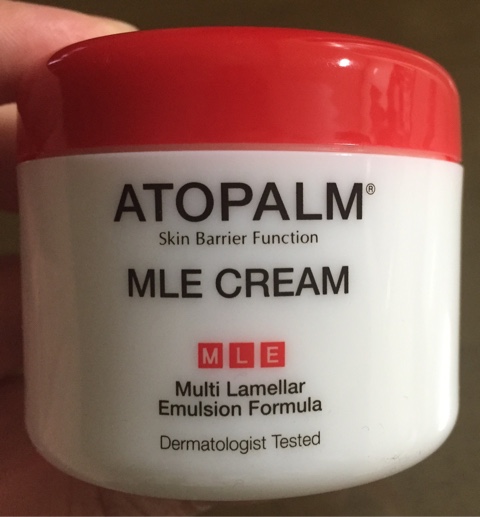 ATOPALM®
Skin Barrier Function
MLE CREAM
M L E
Multi Lamellar
Emulsion Formula
Dermatologist Tested